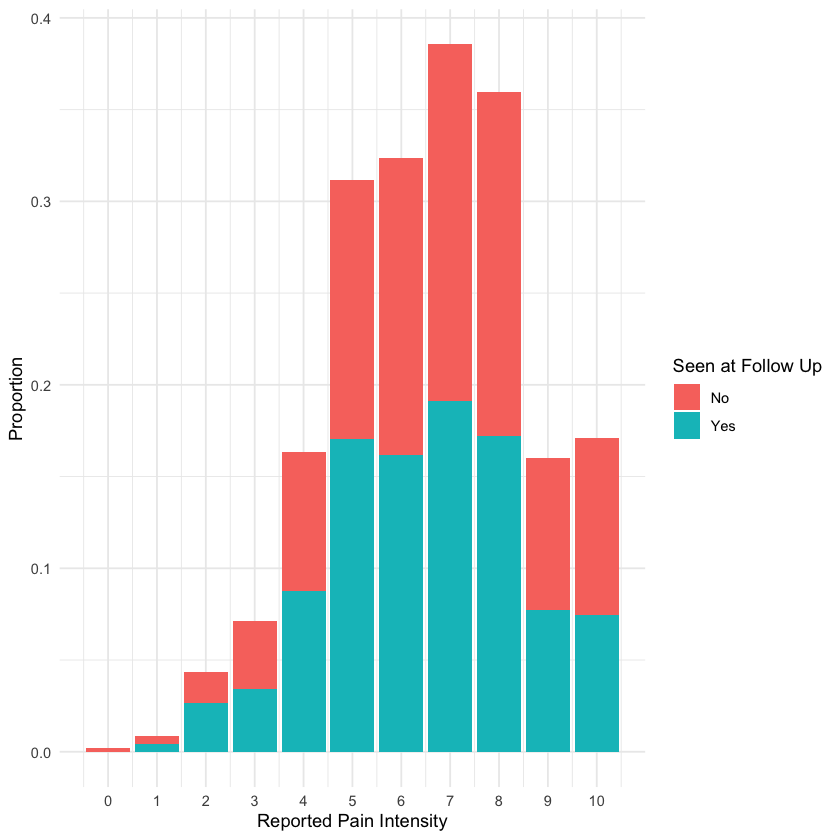 0.4
0.3
0.2
0.1
0.0
Proportion
0 1 2 3 4 5 6 7 8 9 10
Reported Pain Intensity
Seen at Follow Up
No
Yes